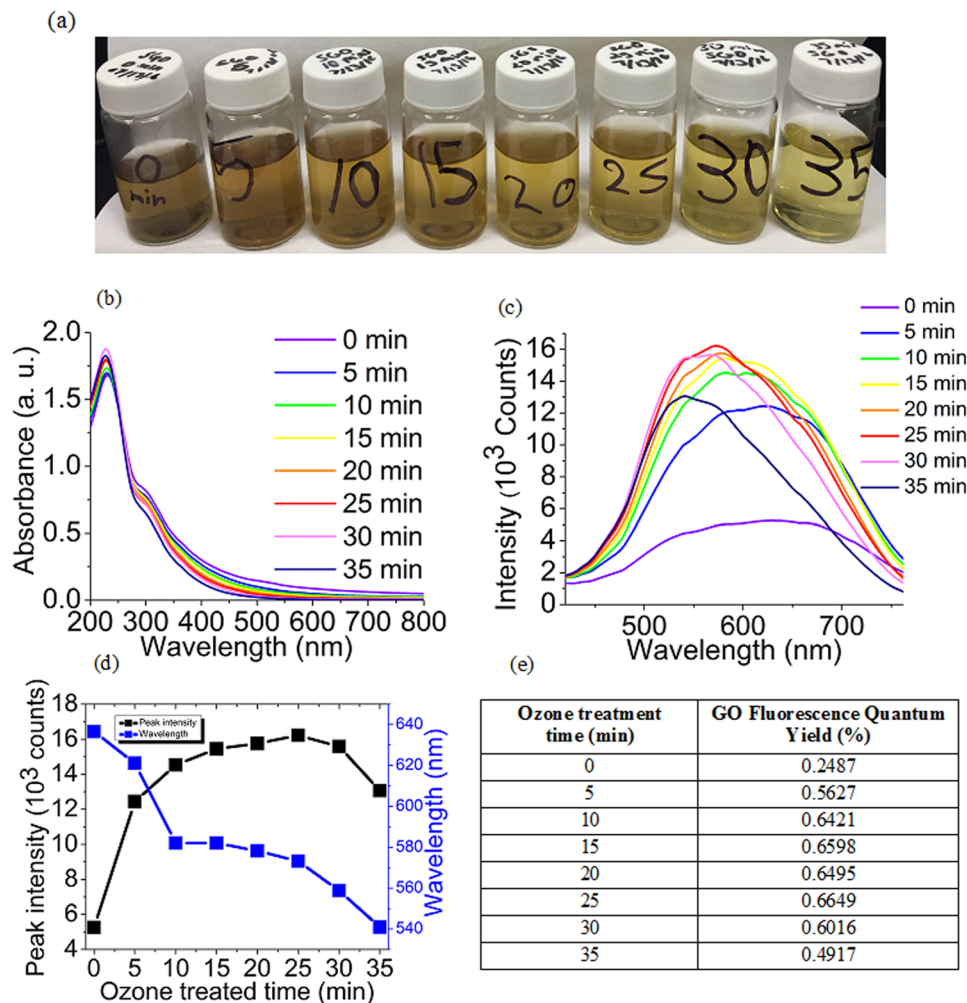 (a)
0
min
5
10
15
20
25
30
35
(b)
Absorbance (a. u.)
2.0
1.5
1.0
0.5
0.0
200 300 400 500 600 700 800
Wavelength (nm)
0 min
5 min
10 min
15 min
20 min
25 min
30 min
35 min
(c)
Intensity (10³ Counts)
16
14
12
10
8
6
4
2
0
500 600 700
Wavelength (nm)
0 min
5 min
10 min
15 min
20 min
25 min
30 min
35 min
(d)
Peak intensity (10³ counts)
18
16
14
12
10
8
6
4
Peak intensity
Wavelength
640
620
600
580
560
540
Wavelength (nm)
0 5 10 15 20 25 30 35
Ozone treated time (min)
(e)
Ozone treatment time (min) GO Fluorescence Quantum Yield (%)
0 0.2487
5 0.5627
10 0.6421
15 0.6598
20 0.6495
25 0.6649
30 0.6016
35 0.4917